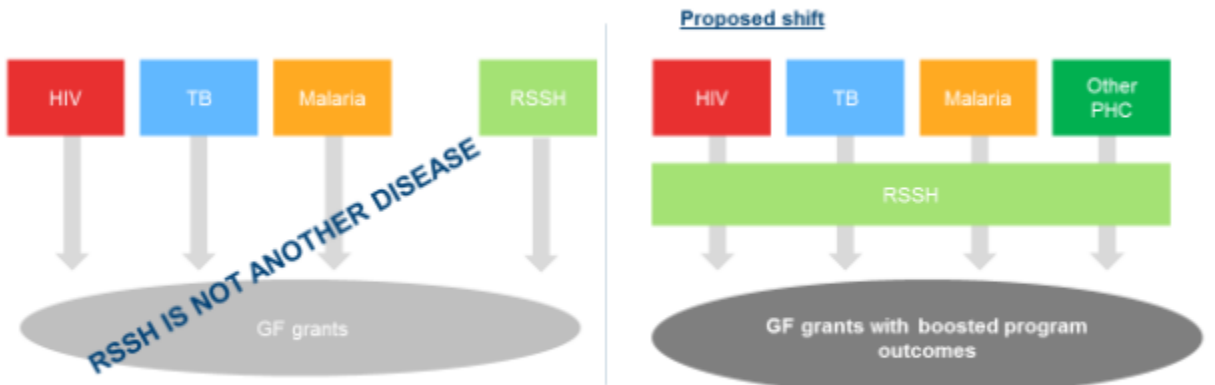 HIV
TB
Malaria
RSSH
RSSH IS NOT ANOTHER DISEASE
GF grants
Proposed shift
HIV
TB
Malaria
Other
PHC
RSSH
GF grants with boosted program
outcomes